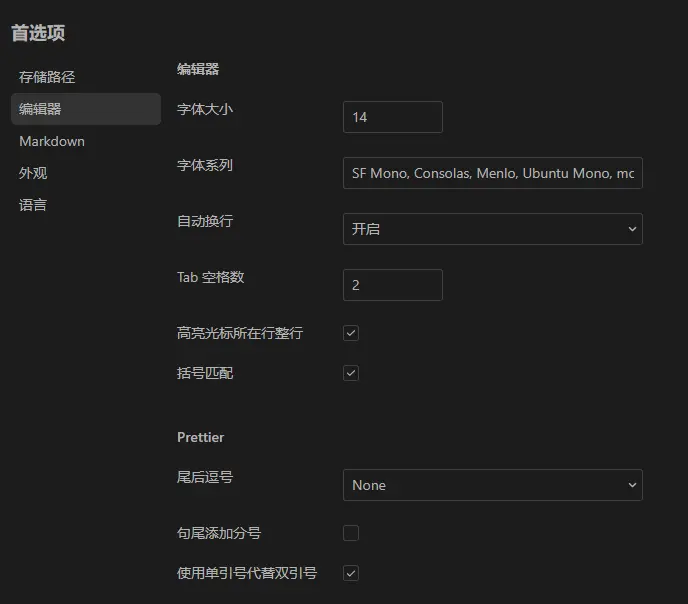 首选项
存储路径
编辑器
Markdown
外观
语言
编辑器
字体大小
14
字体系列
SF Mono, Consolas, Menlo, Ubuntu Mono, mc
自动换行
开启
Tab 空格数
2
高亮光标所在行整行
括号匹配
Prettier
尾后逗号
None
句尾添加分号
使用单引号代替双引号